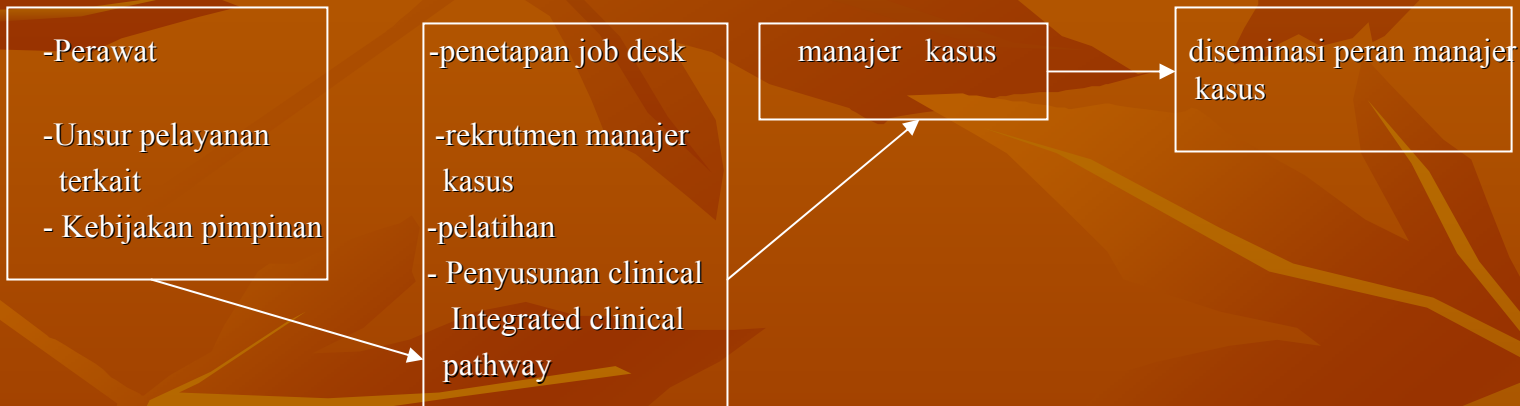 -Perawat
-Unsur pelayanan
terkait
- Kebijakan pimpinan
-penetapan job desk
-rekrutmen manajer
kasus
-pelatihan
- Penyusunan clinical
Integrated clinical
pathway
manajer kasus
diseminasi peran manajer
kasus